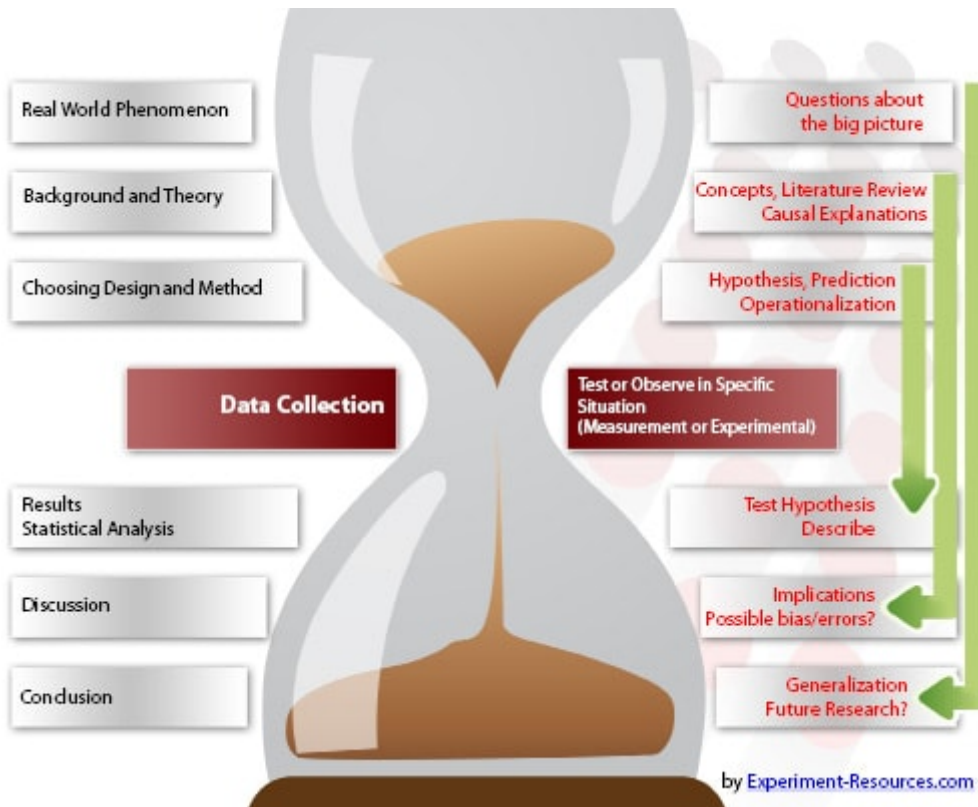 Real World Phenomenon
Questions about
the big picture
Background and Theory
Concepts, Literature Review
Causal Explanations
Choosing Design and Method
Hypothesis, Prediction
Operationalization
Data Collection
Test or Observe in Specific
Situation
(Measurement or Experimental)
Results
Statistical Analysis
Test Hypothesis
Describe
Discussion
Implications
Possible bias/errors?
Conclusion
Generalization
Future Research?
by Experiment-Resources.com